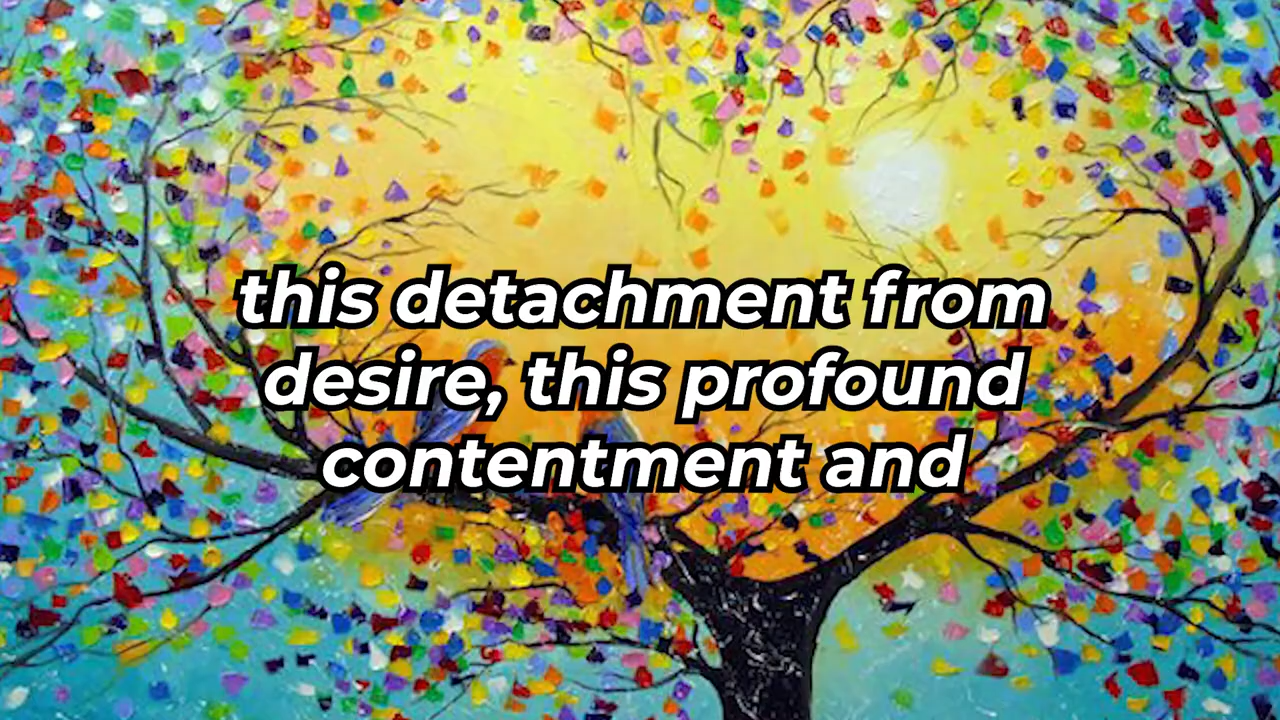 this detachment from
desire, this profound
contentment and